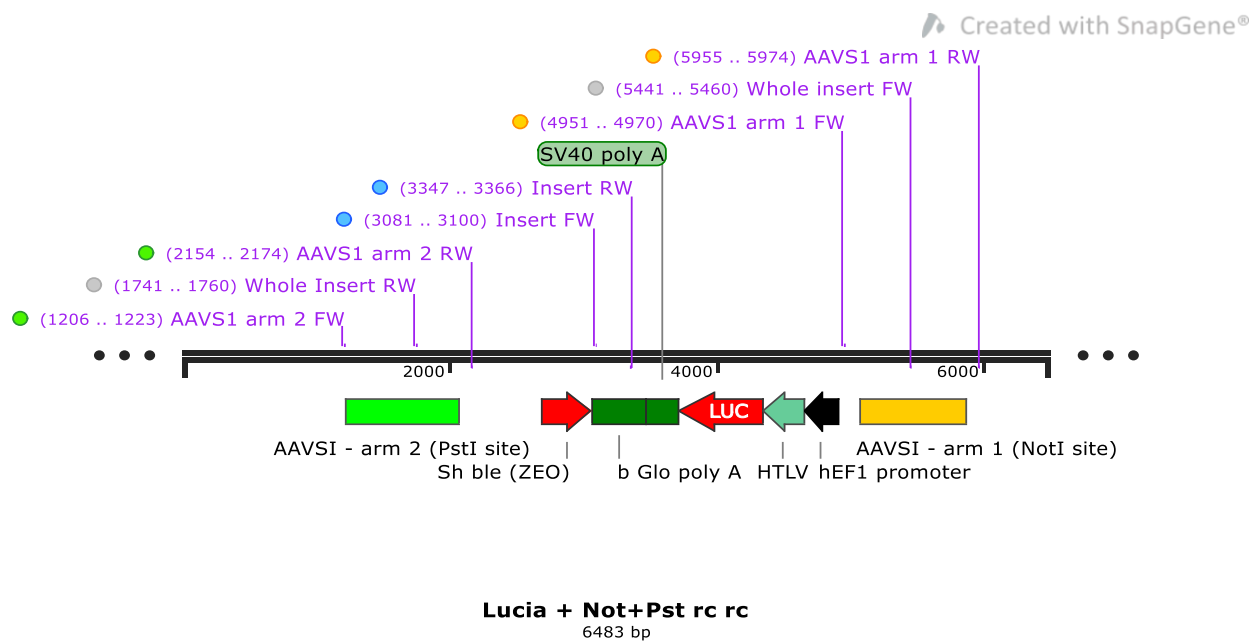 Created with SnapGene®
(5955 .. 5974) AAVS1 arm 1 RW
(5441 .. 5460) Whole insert FW
(4951 .. 4970) AAVS1 arm 1 FW
SV40 poly A
(3347 .. 3366) Insert RW
(3081 .. 3100) Insert FW
(2154 .. 2174) AAVS1 arm 2 RW
(1741 .. 1760) Whole Insert RW
(1206 .. 1223) AAVS1 arm 2 FW
2000 4000 6000
LUC
AAVSI - arm 2 (PstI site) AAVSI - arm 1 (NotI site)
Sh ble (ZEO) b Glo poly A HTLV hEF1 promoter
Lucia + Not+Pst rc rc
6483 bp